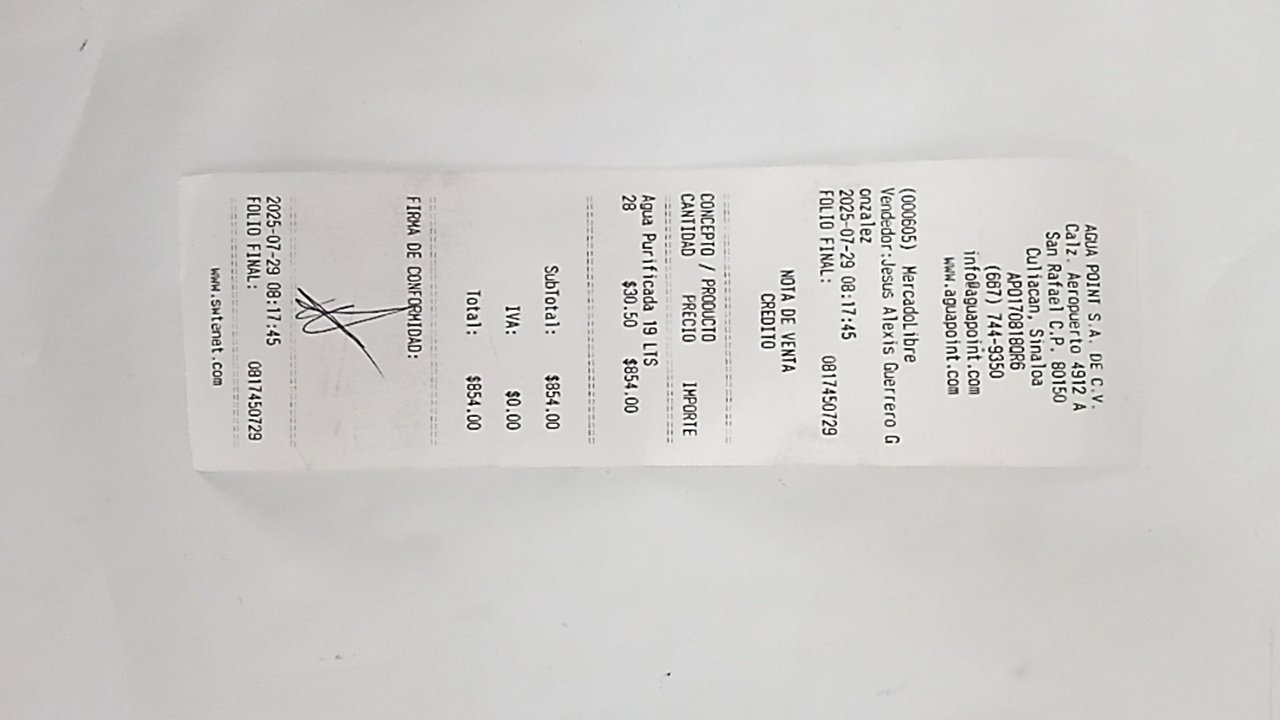 AGUA POINT S.A. DE C.V.
Calz. Aeropuerto 4912 A
San Rafael C.P. 80150
Culiacan, Sinaloa
APO170818QR6
(667) 744-9350
info@aguapoint.com
www.aguapoint.com
(000605) MercadoLibre
Vendedor:Jesus Alexis Guerrero G
onzalez
2025-07-29 08:17:45
FOLIO FINAL: 0817450729
NOTA DE VENTA
CREDITO
CONCEPTO / PRODUCTO
CANTIDAD PRECIO IMPORTE
Agua Purificada 19 LTS
28 $30.50 $854.00
SubTotal: $854.00
IVA: $0.00
Total: $854.00
FIRMA DE CONFORMIDAD:
2025-07-29 08:17:45
FOLIO FINAL: 0817450729
www.swtanet.com